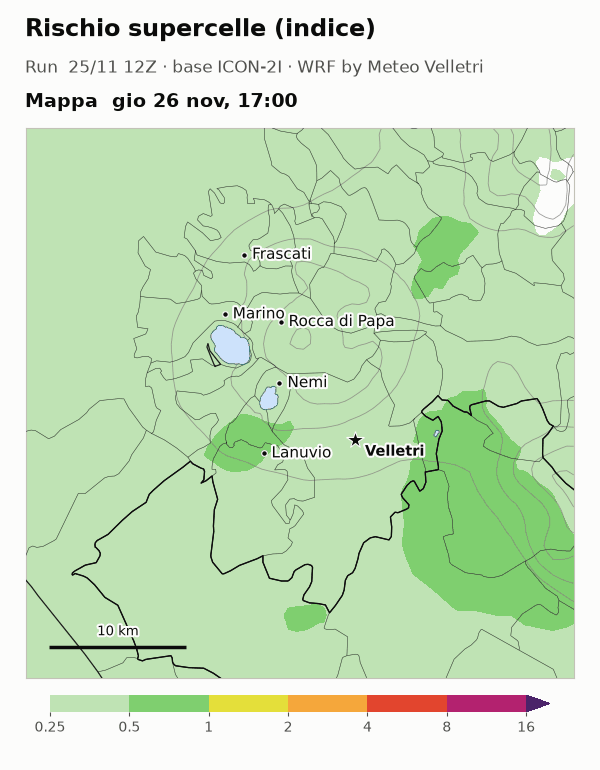 Rischio supercelle (indice)
Run  25/11 12Z · base ICON-2I · WRF by Meteo Velletri
Mappa  gio 26 nov, 17:00
Frascati
Marino
Rocca di Papa
Nemi
Velletri
Lanuvio
10 km
0.25 0.5 1 2 4 8 16